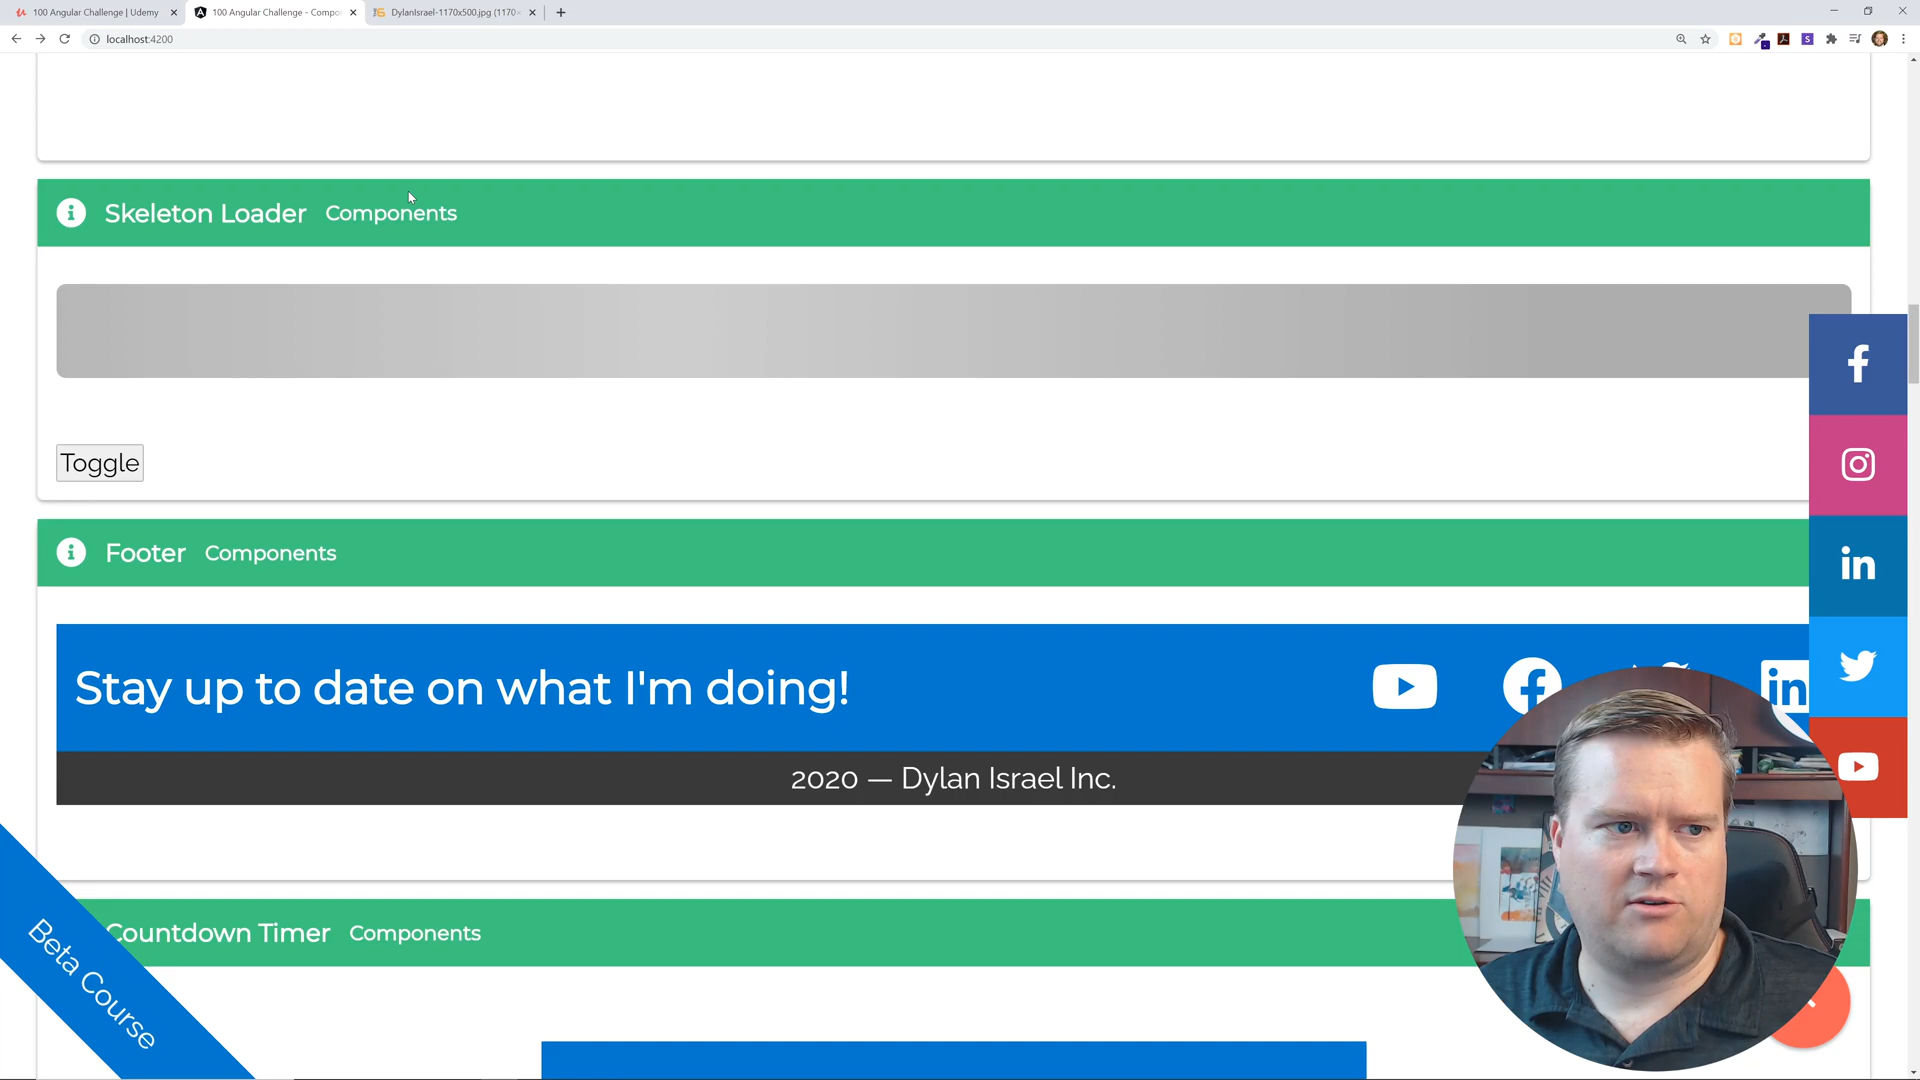 100 Angular Challenge | Udemy
100 Angular Challenge - Compo
DylanIsrael-1170x500.jpg (1170×
localhost:4200
Skeleton Loader Components
Toggle
Footer Components
Stay up to date on what I'm doing!
2020 — Dylan Israel Inc.
Countdown Timer Components
Beta Course